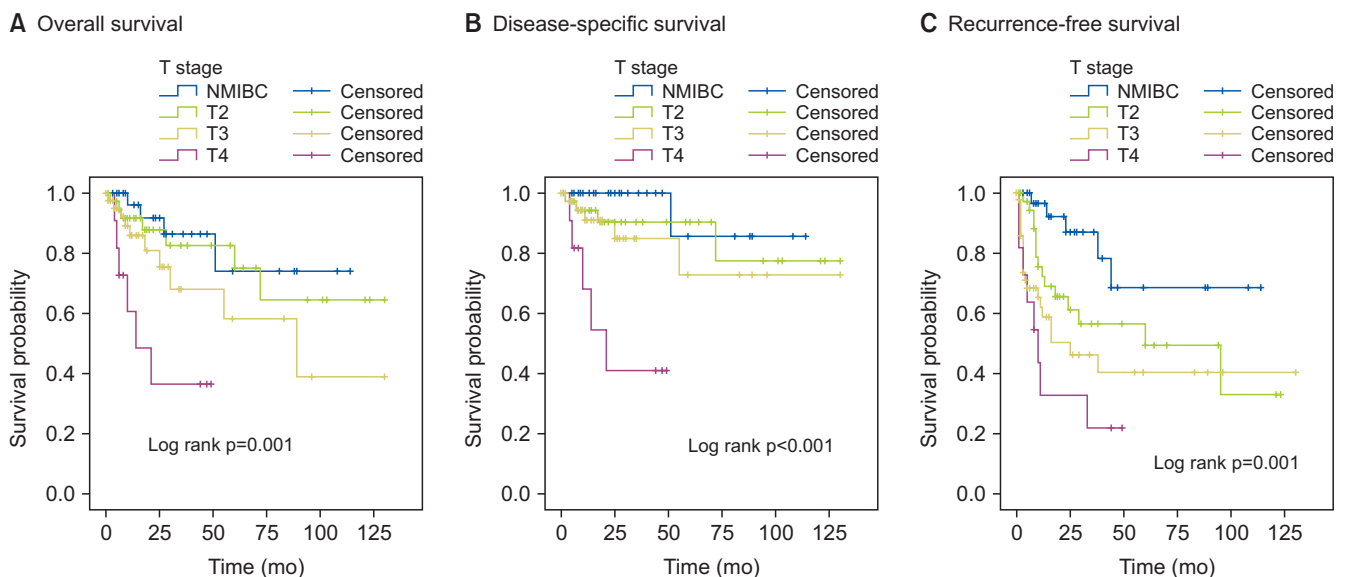 A Overall survival
T stage
NMIBC Censored
T2 Censored
T3 Censored
T4 Censored
1.0
0.8
0.6
0.4
0.2
0.0
Survival probability
Log rank p=0.001
0 25 50 75 100 125
Time (mo)
B Disease-specific survival
T stage
NMIBC Censored
T2 Censored
T3 Censored
T4 Censored
1.0
0.8
0.6
0.4
0.2
0.0
Survival probability
Log rank p<0.001
0 25 50 75 100 125
Time (mo)
C Recurrence-free survival
T stage
NMIBC Censored
T2 Censored
T3 Censored
T4 Censored
1.0
0.8
0.6
0.4
0.2
0.0
Survival probability
Log rank p=0.001
0 25 50 75 100 125
Time (mo)